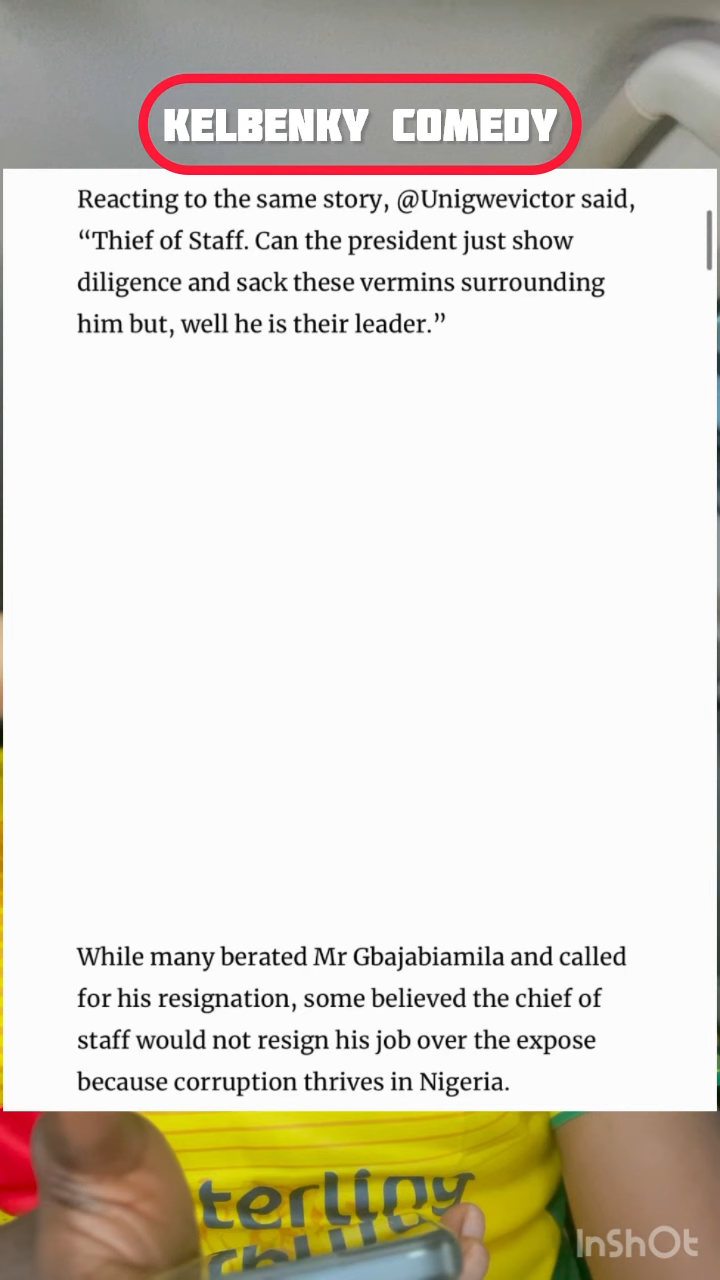 KELBENKY COMEDY
Reacting to the same story, @Unigwevictor said,
“Thief of Staff. Can the president just show
diligence and sack these vermins surrounding
him but, well he is their leader.”
While many berated Mr Gbajabiamila and called
for his resignation, some believed the chief of
staff would not resign his job over the expose
because corruption thrives in Nigeria.
terling
InShOt